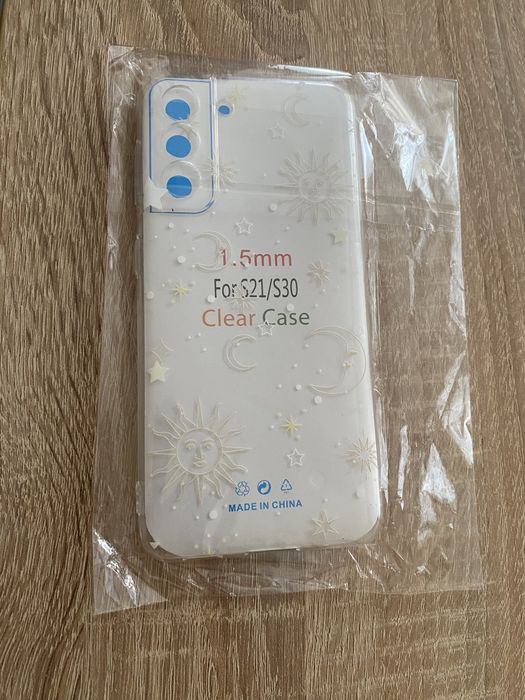 1.5mm
For S21/S30
Clear Case
MADE IN CHINA